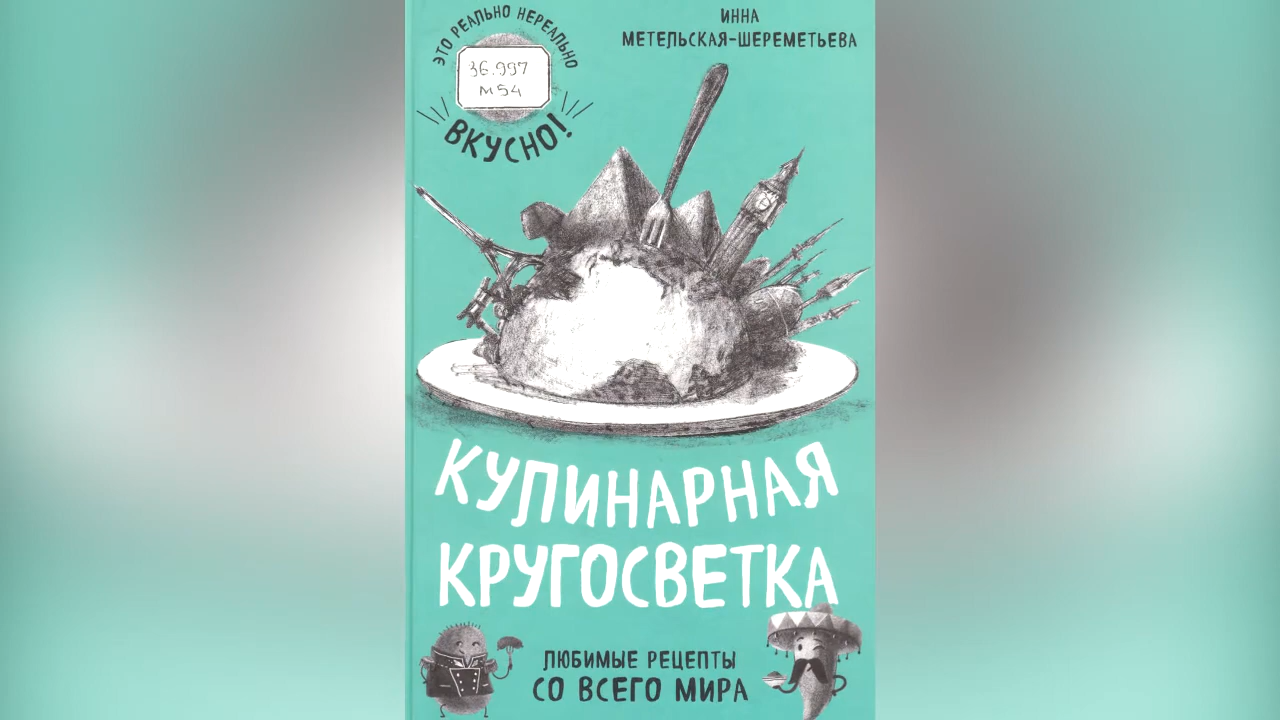 ЭТО РЕАЛЬНО НЕРЕАЛЬНО
36.997
М54
ВКУСНО!
ИННА
МЕТЕЛЬСКАЯ-ШЕРЕМЕТЬЕВА
КУЛИНАРНАЯ
КРУГОСВЕТКА
ЛЮБИМЫЕ РЕЦЕПТЫ
СО ВСЕГО МИРА